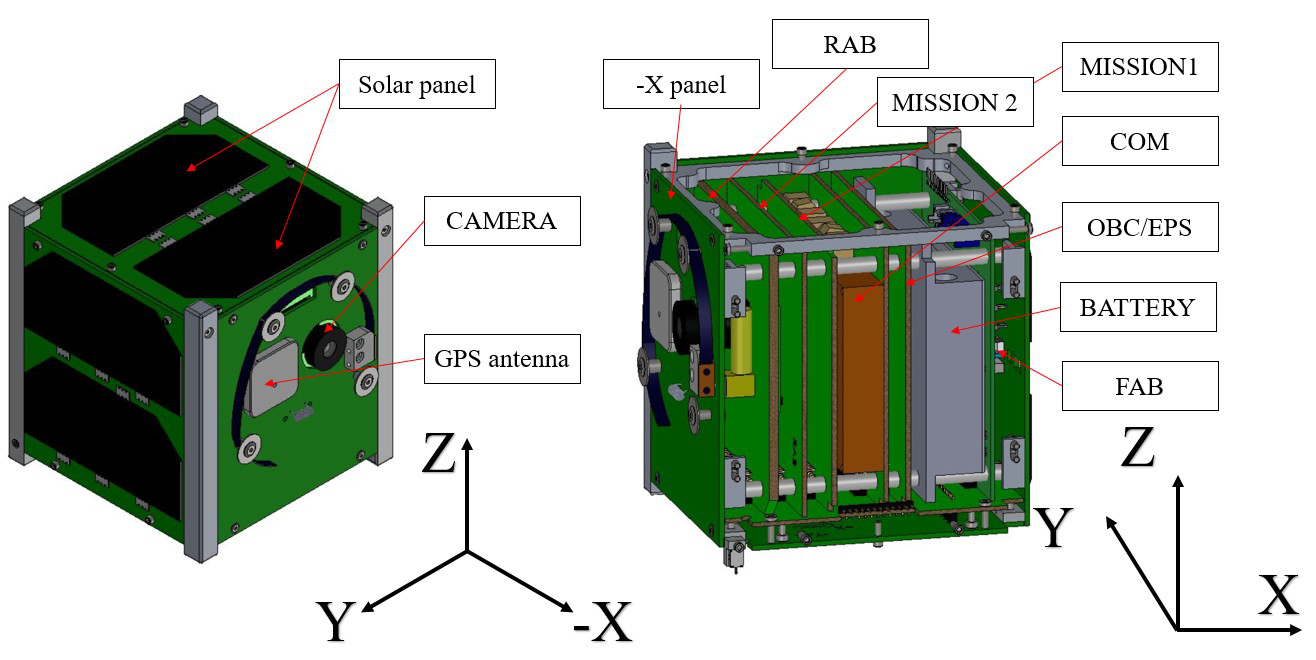 Solar panel
CAMERA
GPS antenna
Z
Y
-X
-X panel
RAB
MISSION 2
MISSION1
COM
OBC/EPS
BATTERY
FAB
Z
Y
X